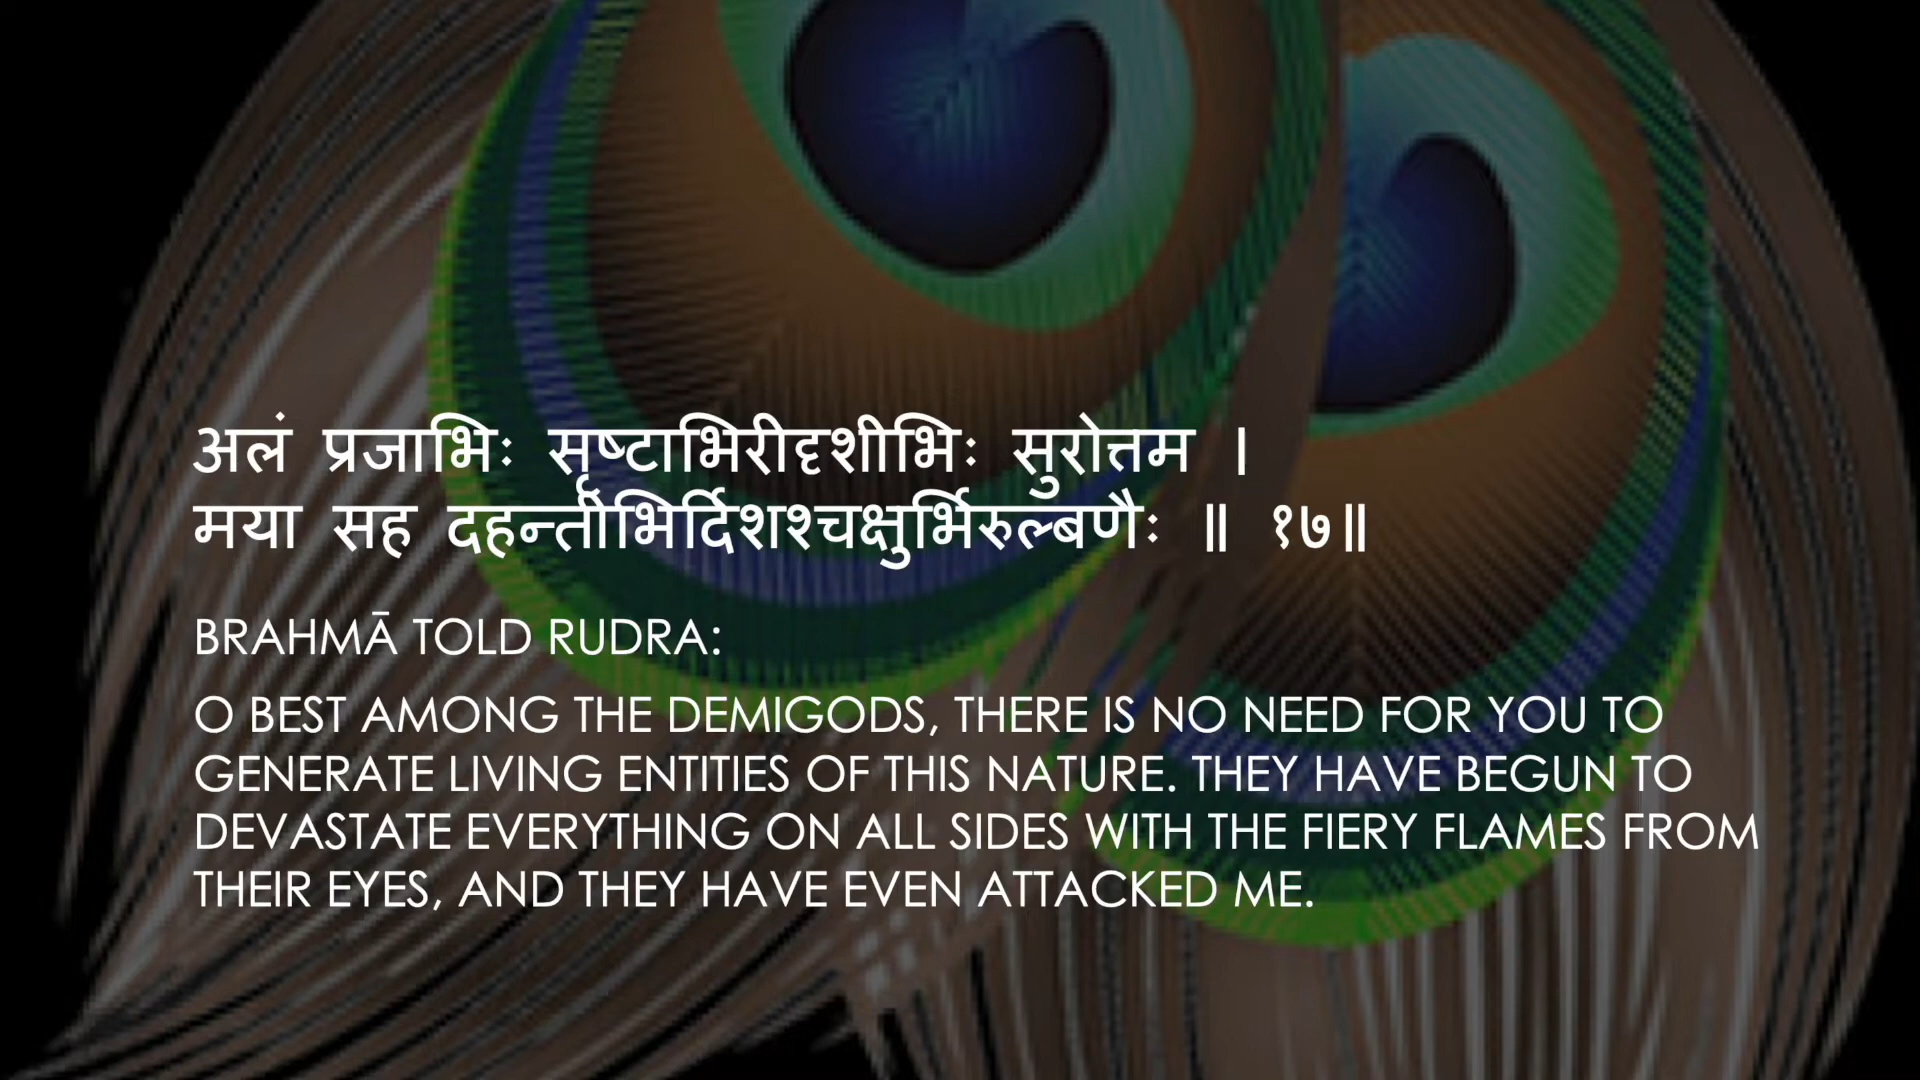 अलं प्रजाभिः सृष्टाभिरीदृशीभिः सुरोत्तम ।
मया सह दहन्तीभिर्दिशश्चक्षुर्भिरुल्बणैः ॥ १७॥
BRAHMĀ TOLD RUDRA:
O BEST AMONG THE DEMIGODS, THERE IS NO NEED FOR YOU TO
GENERATE LIVING ENTITIES OF THIS NATURE. THEY HAVE BEGUN TO
DEVASTATE EVERYTHING ON ALL SIDES WITH THE FIERY FLAMES FROM
THEIR EYES, AND THEY HAVE EVEN ATTACKED ME.